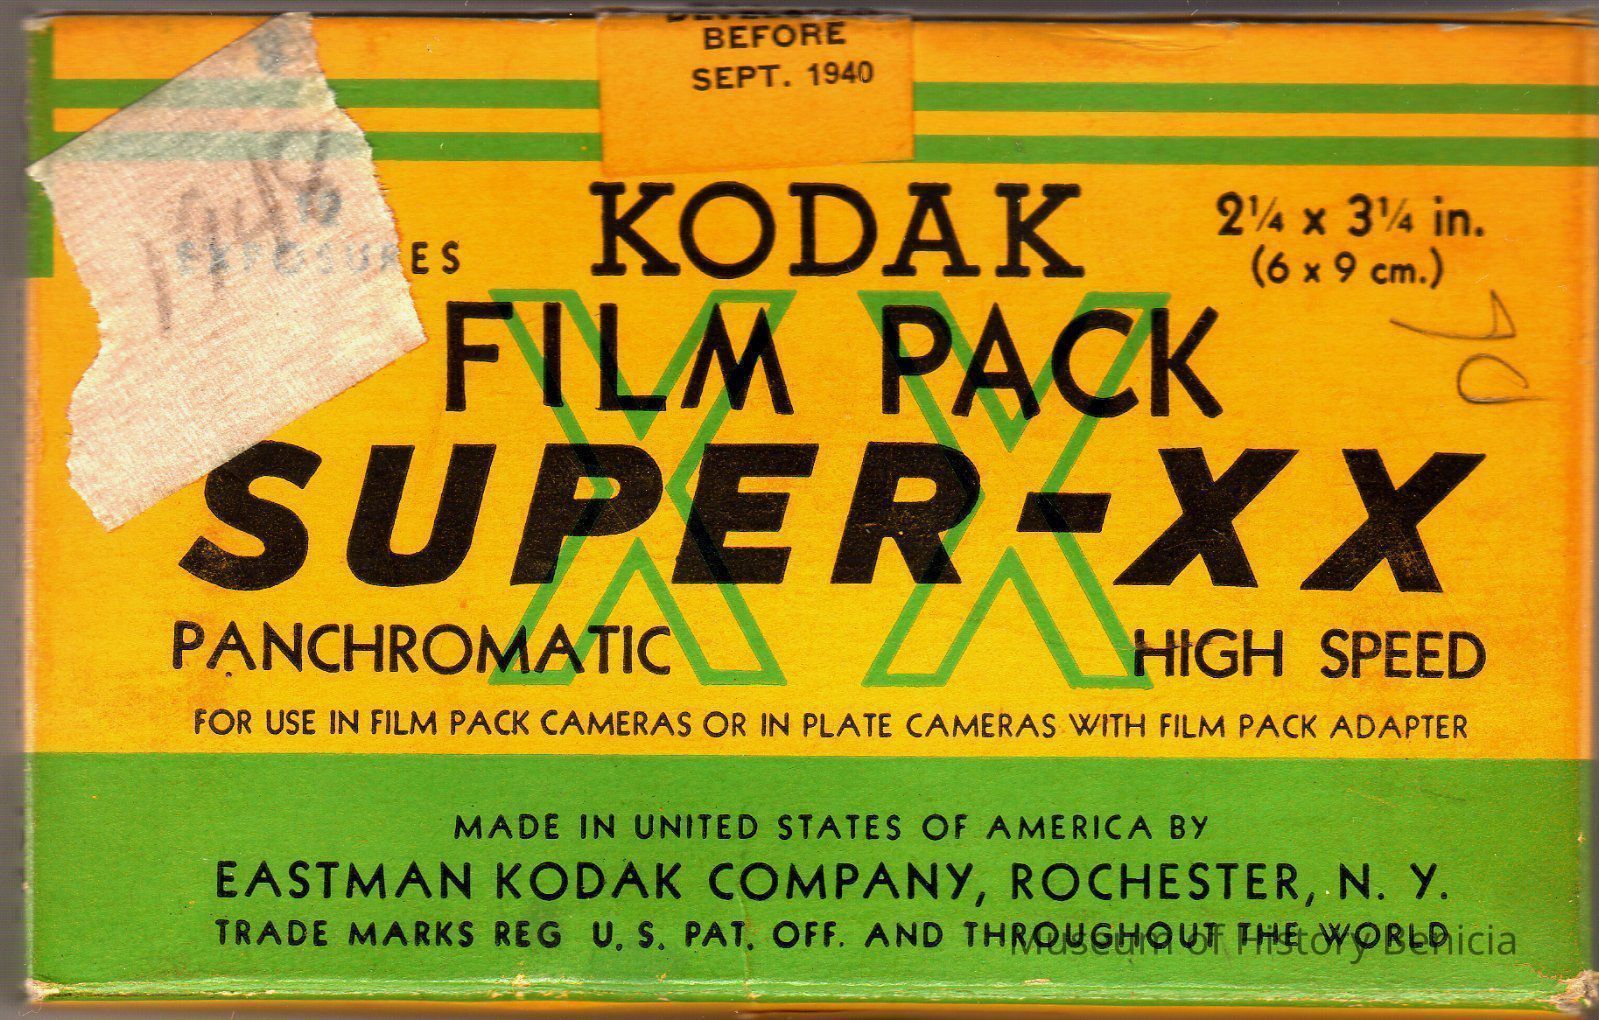 BEFORE
SEPT. 1940
EXPOSURES
KODAK
2¼ x 3¼ in.
(6 x 9 cm.)
FILM PACK
XX
SUPER-XX
PANCHROMATIC
HIGH SPEED
FOR USE IN FILM PACK CAMERAS OR IN PLATE CAMERAS WITH FILM PACK ADAPTER
MADE IN UNITED STATES OF AMERICA BY
EASTMAN KODAK COMPANY, ROCHESTER, N. Y.
TRADE MARKS REG U. S. PAT. OFF. AND THROUGHOUT THE WORLD
Museum of History Benicia